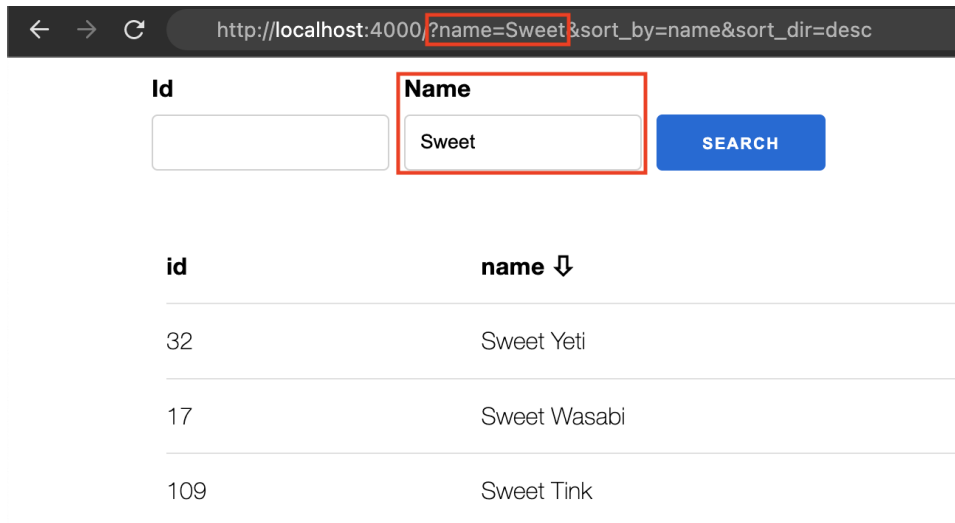 http://localhost:4000/?name=Sweet&sort_by=name&sort_dir=desc
Id Name
Sweet SEARCH
id name ⇩
32 Sweet Yeti
17 Sweet Wasabi
109 Sweet Tink